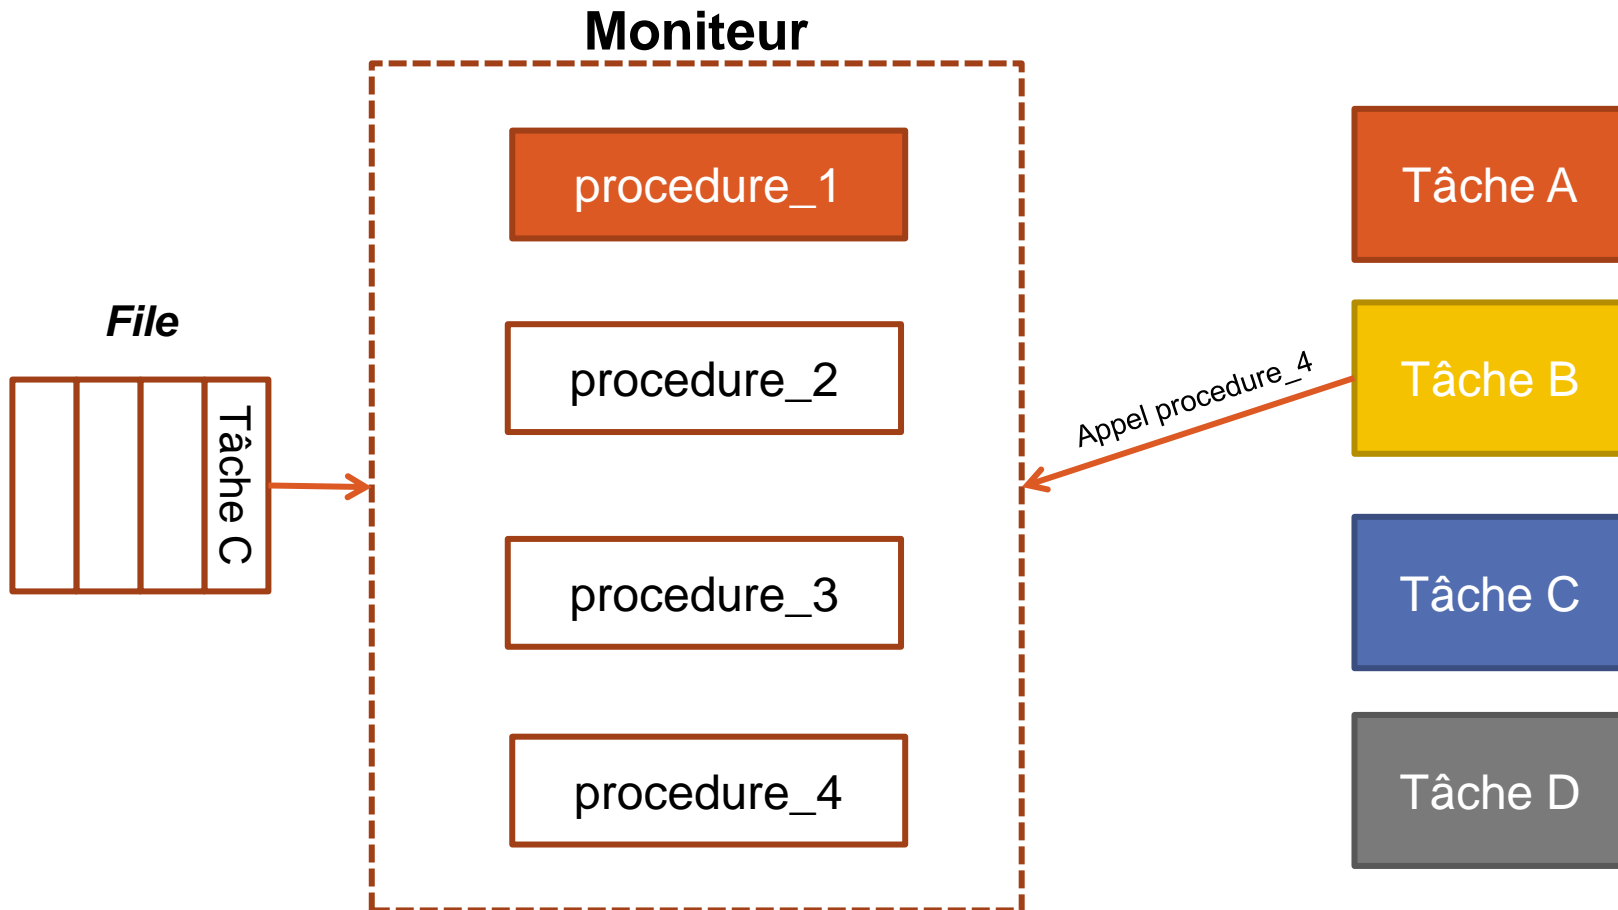 Moniteur
procedure_1
Tâche A
File
procedure_2
Appel procedure_4
Tâche B
Tâche C
procedure_3
Tâche C
procedure_4
Tâche D